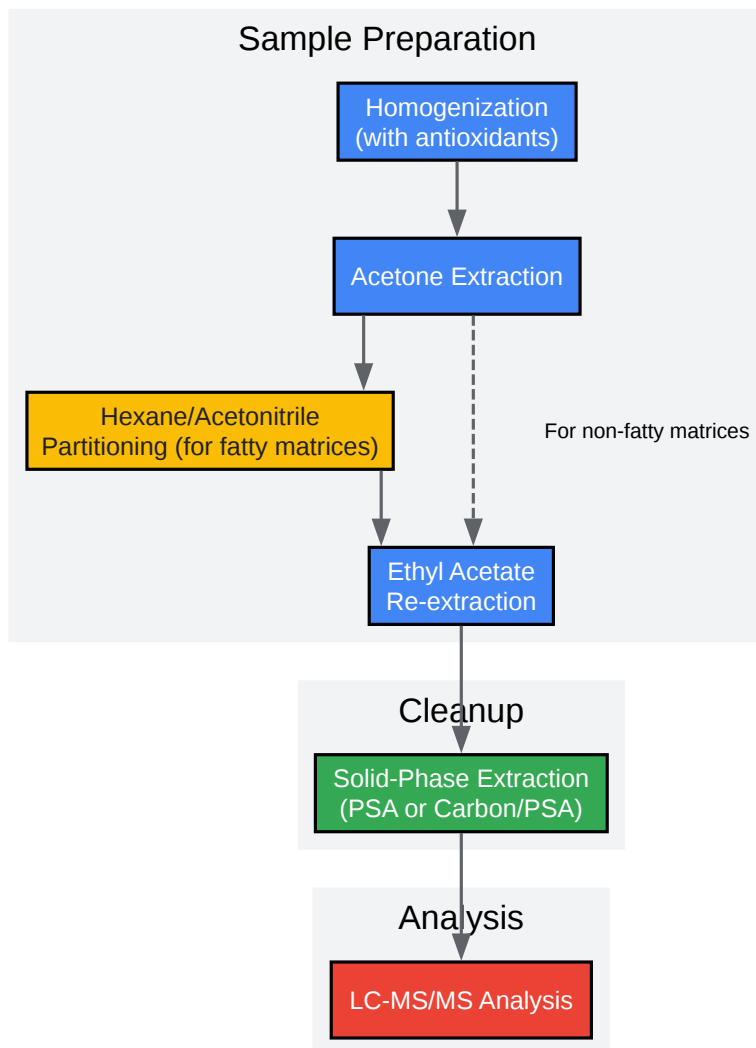 Sample Preparation
Homogenization
(with antioxidants)
Acetone Extraction
Hexane/Acetonitrile
Partitioning (for fatty matrices)
For non-fatty matrices
Ethyl Acetate
Re-extraction
Cleanup
Solid-Phase Extraction
(PSA or Carbon/PSA)
Analysis
LC-MS/MS Analysis